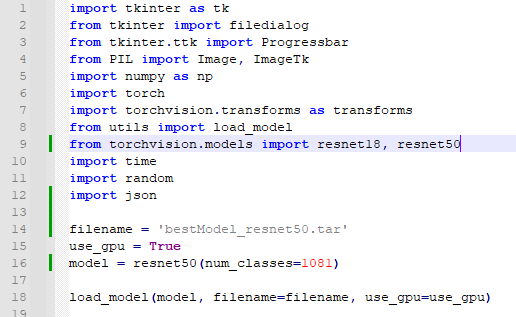 1 import tkinter as tk
2 from tkinter import filedialog
3 from tkinter.ttk import Progressbar
4 from PIL import Image, ImageTk
5 import numpy as np
6 import torch
7 import torchvision.transforms as transforms
8 from utils import load_model
9 from torchvision.models import resnet18, resnet50
10 import time
11 import random
12 import json
13
14 filename = 'bestModel_resnet50.tar'
15 use_gpu = True
16 model = resnet50(num_classes=1081)
17
18 load_model(model, filename=filename, use_gpu=use_gpu)
19